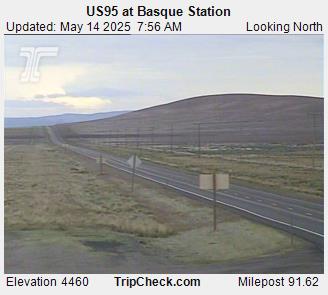 US95 at Basque Station
Updated: May 14 2025 7:56 AM Looking North
Elevation 4460 TripCheck.com Milepost 91.62